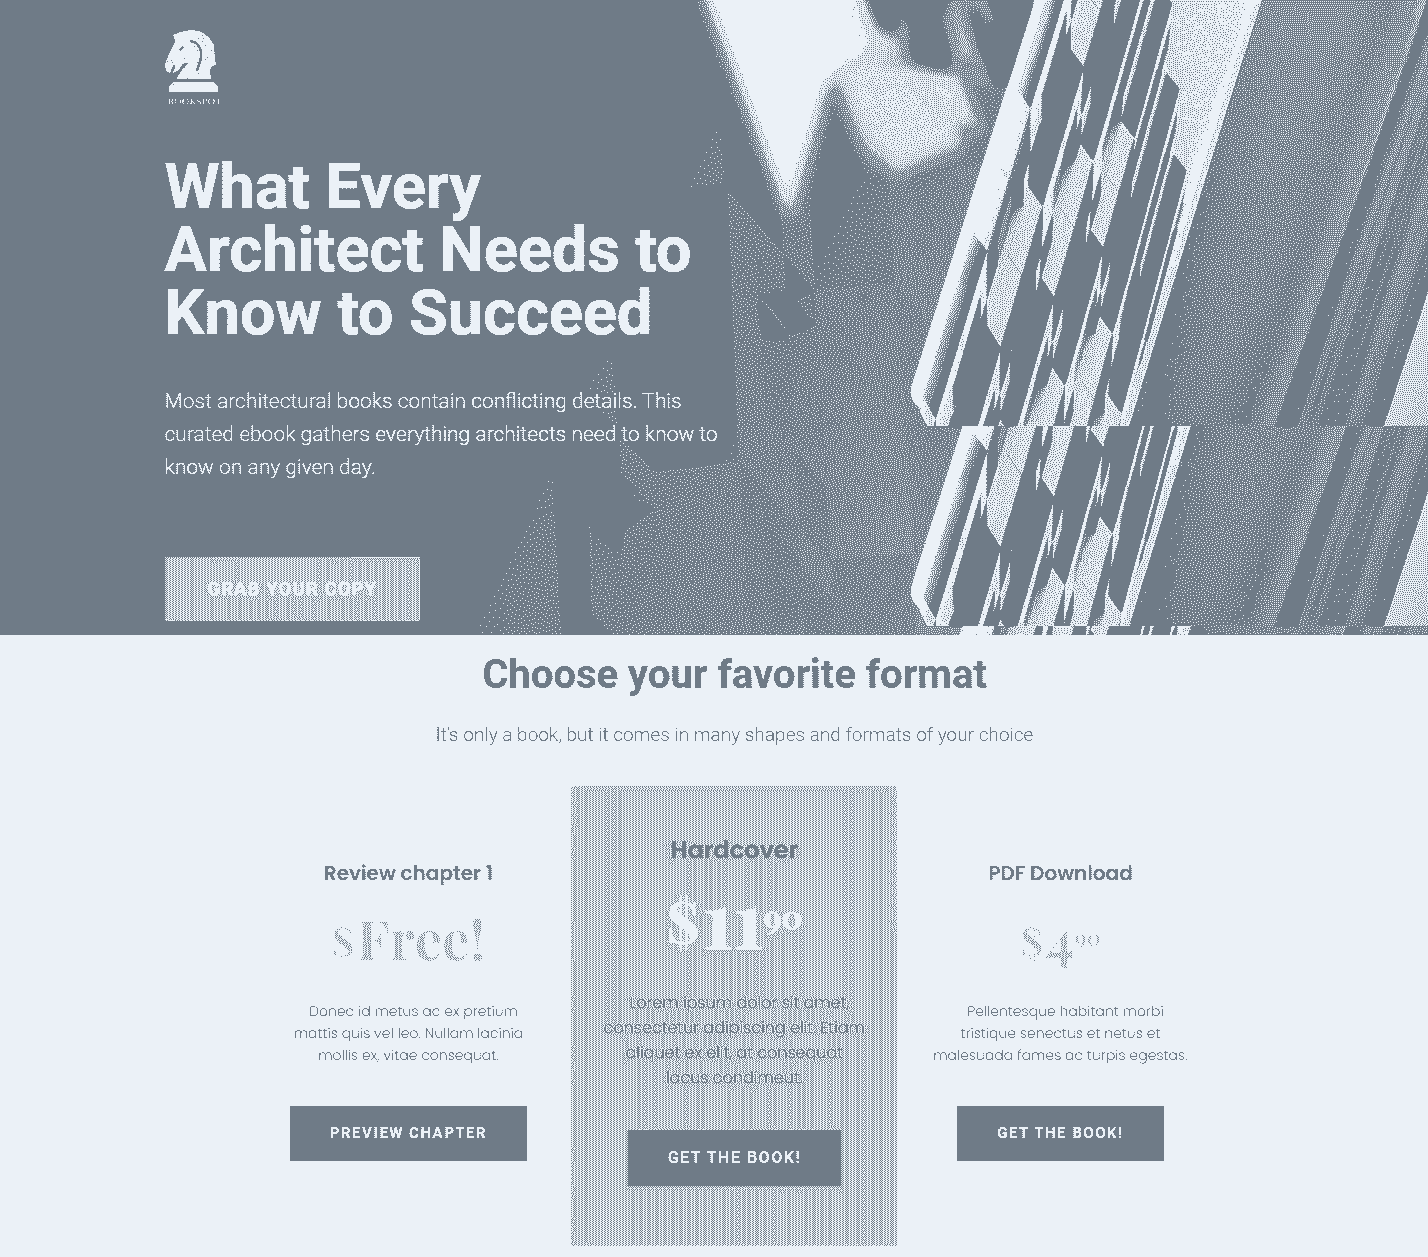 BOOKSPOT
What Every
Architect Needs to
Know to Succeed
Most architectural books contain conflicting details. This
curated ebook gathers everything architects need to know to
know on any given day.
GRAB YOUR COPY
Choose your favorite format
It's only a book, but it comes in many shapes and formats of your choice
Review chapter 1
$Free!
Donec id metus ac ex pretium
mattis quis vel leo. Nullam lacinia
mollis ex, vitae consequat.
PREVIEW CHAPTER
Hardcover
$1190
Lorem ipsum dolor sit amet,
consectetur adipiscing elit. Etiam
aliquet ex elit, at consequat
lacus condimeut.
GET THE BOOK!
PDF Download
$490
Pellentesque habitant morbi
tristique senectus et netus et
malesuada fames ac turpis egestas.
GET THE BOOK!